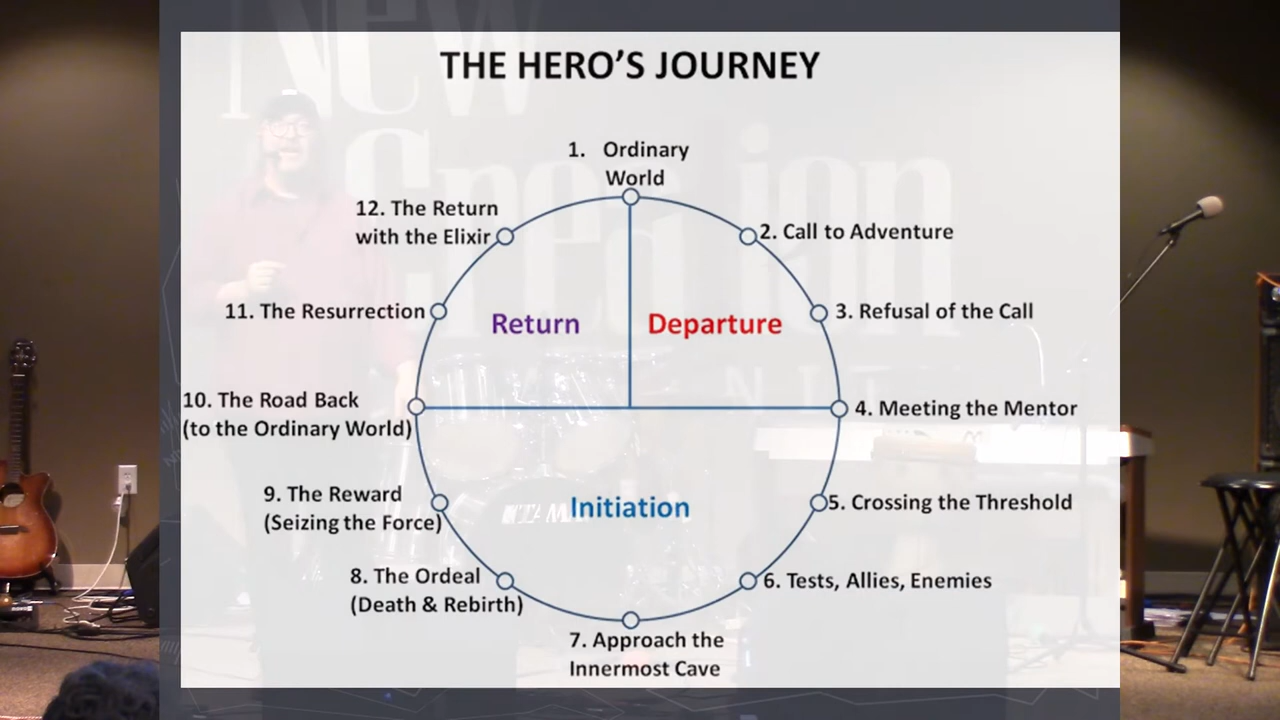 THE HERO'S JOURNEY
1. Ordinary
World
2. Call to Adventure
3. Refusal of the Call
4. Meeting the Mentor
5. Crossing the Threshold
6. Tests, Allies, Enemies
7. Approach the
Innermost Cave
8. The Ordeal
(Death & Rebirth)
9. The Reward
(Seizing the Force)
10. The Road Back
(to the Ordinary World)
11. The Resurrection
12. The Return
with the Elixir
Return
Departure
Initiation
New
Creation